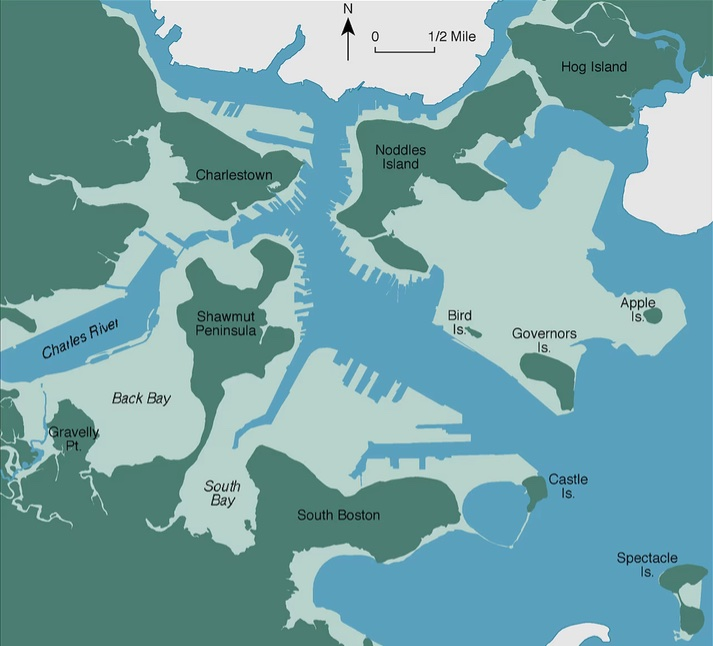 N
0 1/2 Mile
Hog Island
Noddles
Island
Charlestown
Apple
Is.
Bird
Is.
Shawmut
Peninsula
Governors
Is.
Charles River
Back Bay
Gravelly
Pt.
South
Bay
Castle
Is.
South Boston
Spectacle
Is.